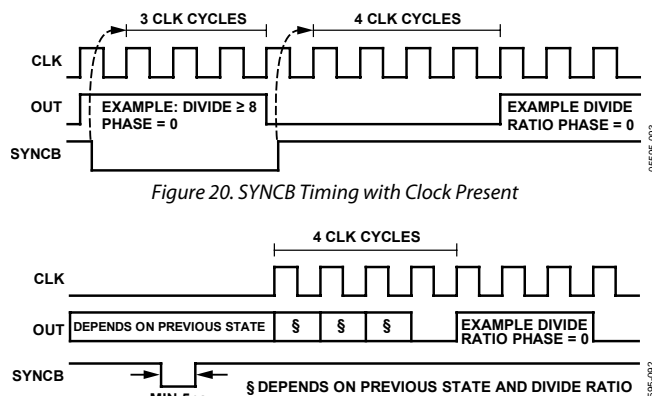 3 CLK CYCLES
4 CLK CYCLES
CLK
OUT
EXAMPLE: DIVIDE ≥ 8
PHASE = 0
EXAMPLE DIVIDE
RATIO PHASE = 0
SYNCB
Figure 20. SYNCB Timing with Clock Present
4 CLK CYCLES
CLK
OUT
DEPENDS ON PREVIOUS STATE
§
§
§
EXAMPLE DIVIDE
RATIO PHASE = 0
SYNCB
§ DEPENDS ON PREVIOUS STATE AND DIVIDE RATIO